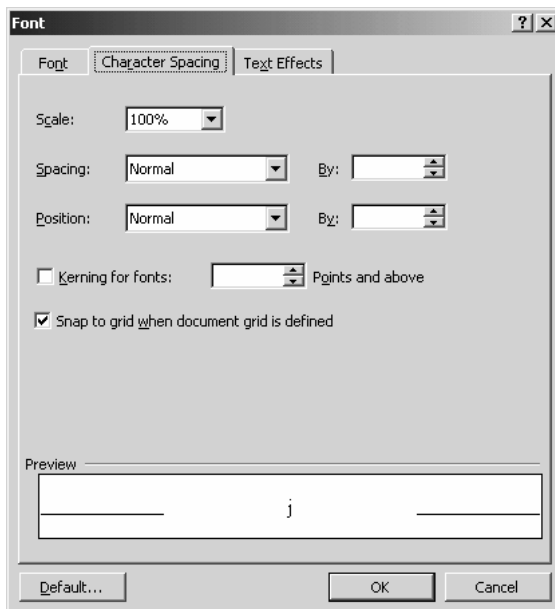 Font
Font Character Spacing Text Effects
Scale: 100%
Spacing: Normal By:
Position: Normal By:
Kerning for fonts: Points and above
Snap to grid when document grid is defined
Preview
j
Default... OK Cancel